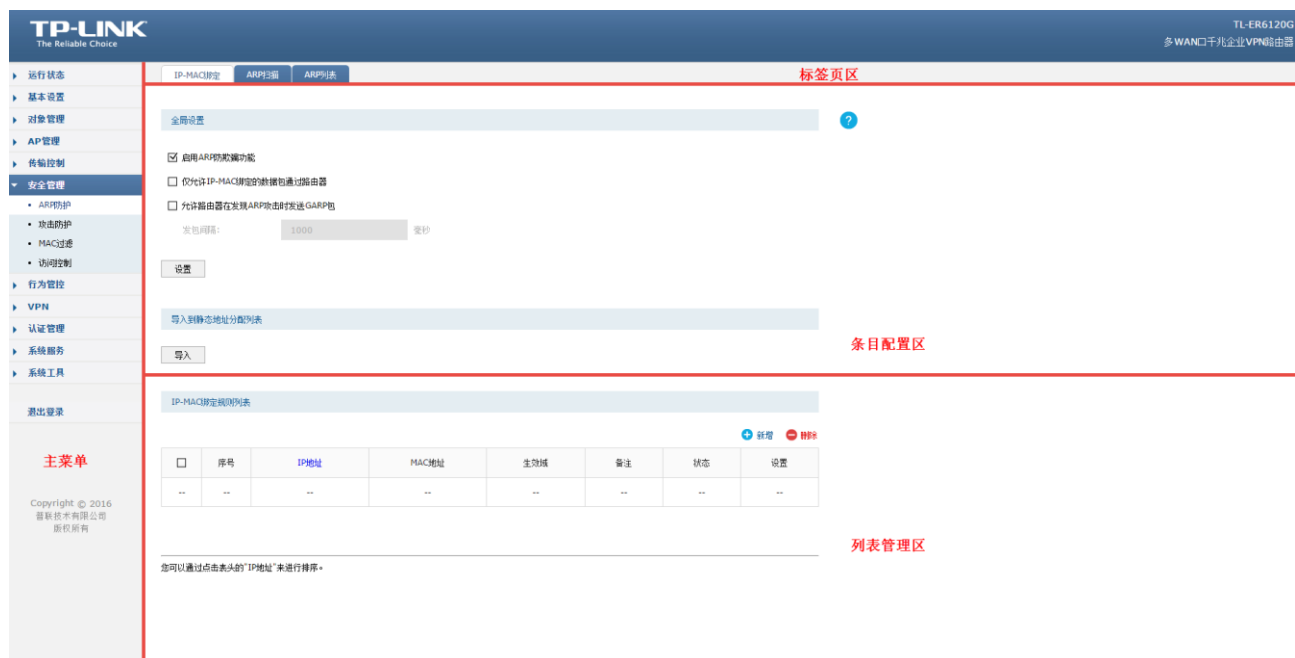 TP-LINK
The Reliable Choice
TL-ER6120G
多WAN口千兆企业VPN路由器
运行状态
基本设置
对象管理
AP管理
传输控制
安全管理
ARP防护
攻击防护
MAC过滤
访问控制
行为管控
VPN
认证管理
系统服务
系统工具
退出登录
主菜单
Copyright © 2016
普联技术有限公司
版权所有
IP-MAC绑定 ARP扫描 ARP列表
标签页区
全局设置
?
启用ARP防欺骗功能
仅允许IP-MAC绑定的数据包通过路由器
允许路由器在发现ARP攻击时发送GARP包
发包间隔： 1000 毫秒
设置
导入到静态地址分配列表
导入
条目配置区
IP-MAC绑定规则列表
新增 删除
序号 IP地址 MAC地址 生效域 备注 状态 设置
-- -- -- -- -- -- -- --
列表管理区
您可以通过点击表头的"IP地址"来进行排序。